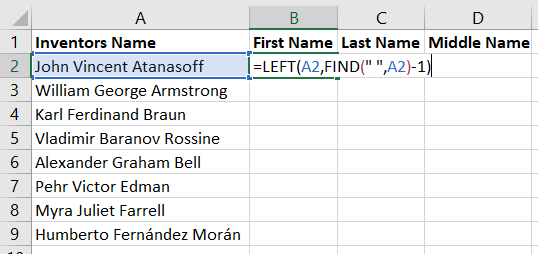 A B C D
1 Inventors Name First Name Last Name Middle Name
2 John Vincent Atanasoff =LEFT(A2,FIND(" ",A2)-1)
3 William George Armstrong
4 Karl Ferdinand Braun
5 Vladimir Baranov Rossine
6 Alexander Graham Bell
7 Pehr Victor Edman
8 Myra Juliet Farrell
9 Humberto Fernández Morán